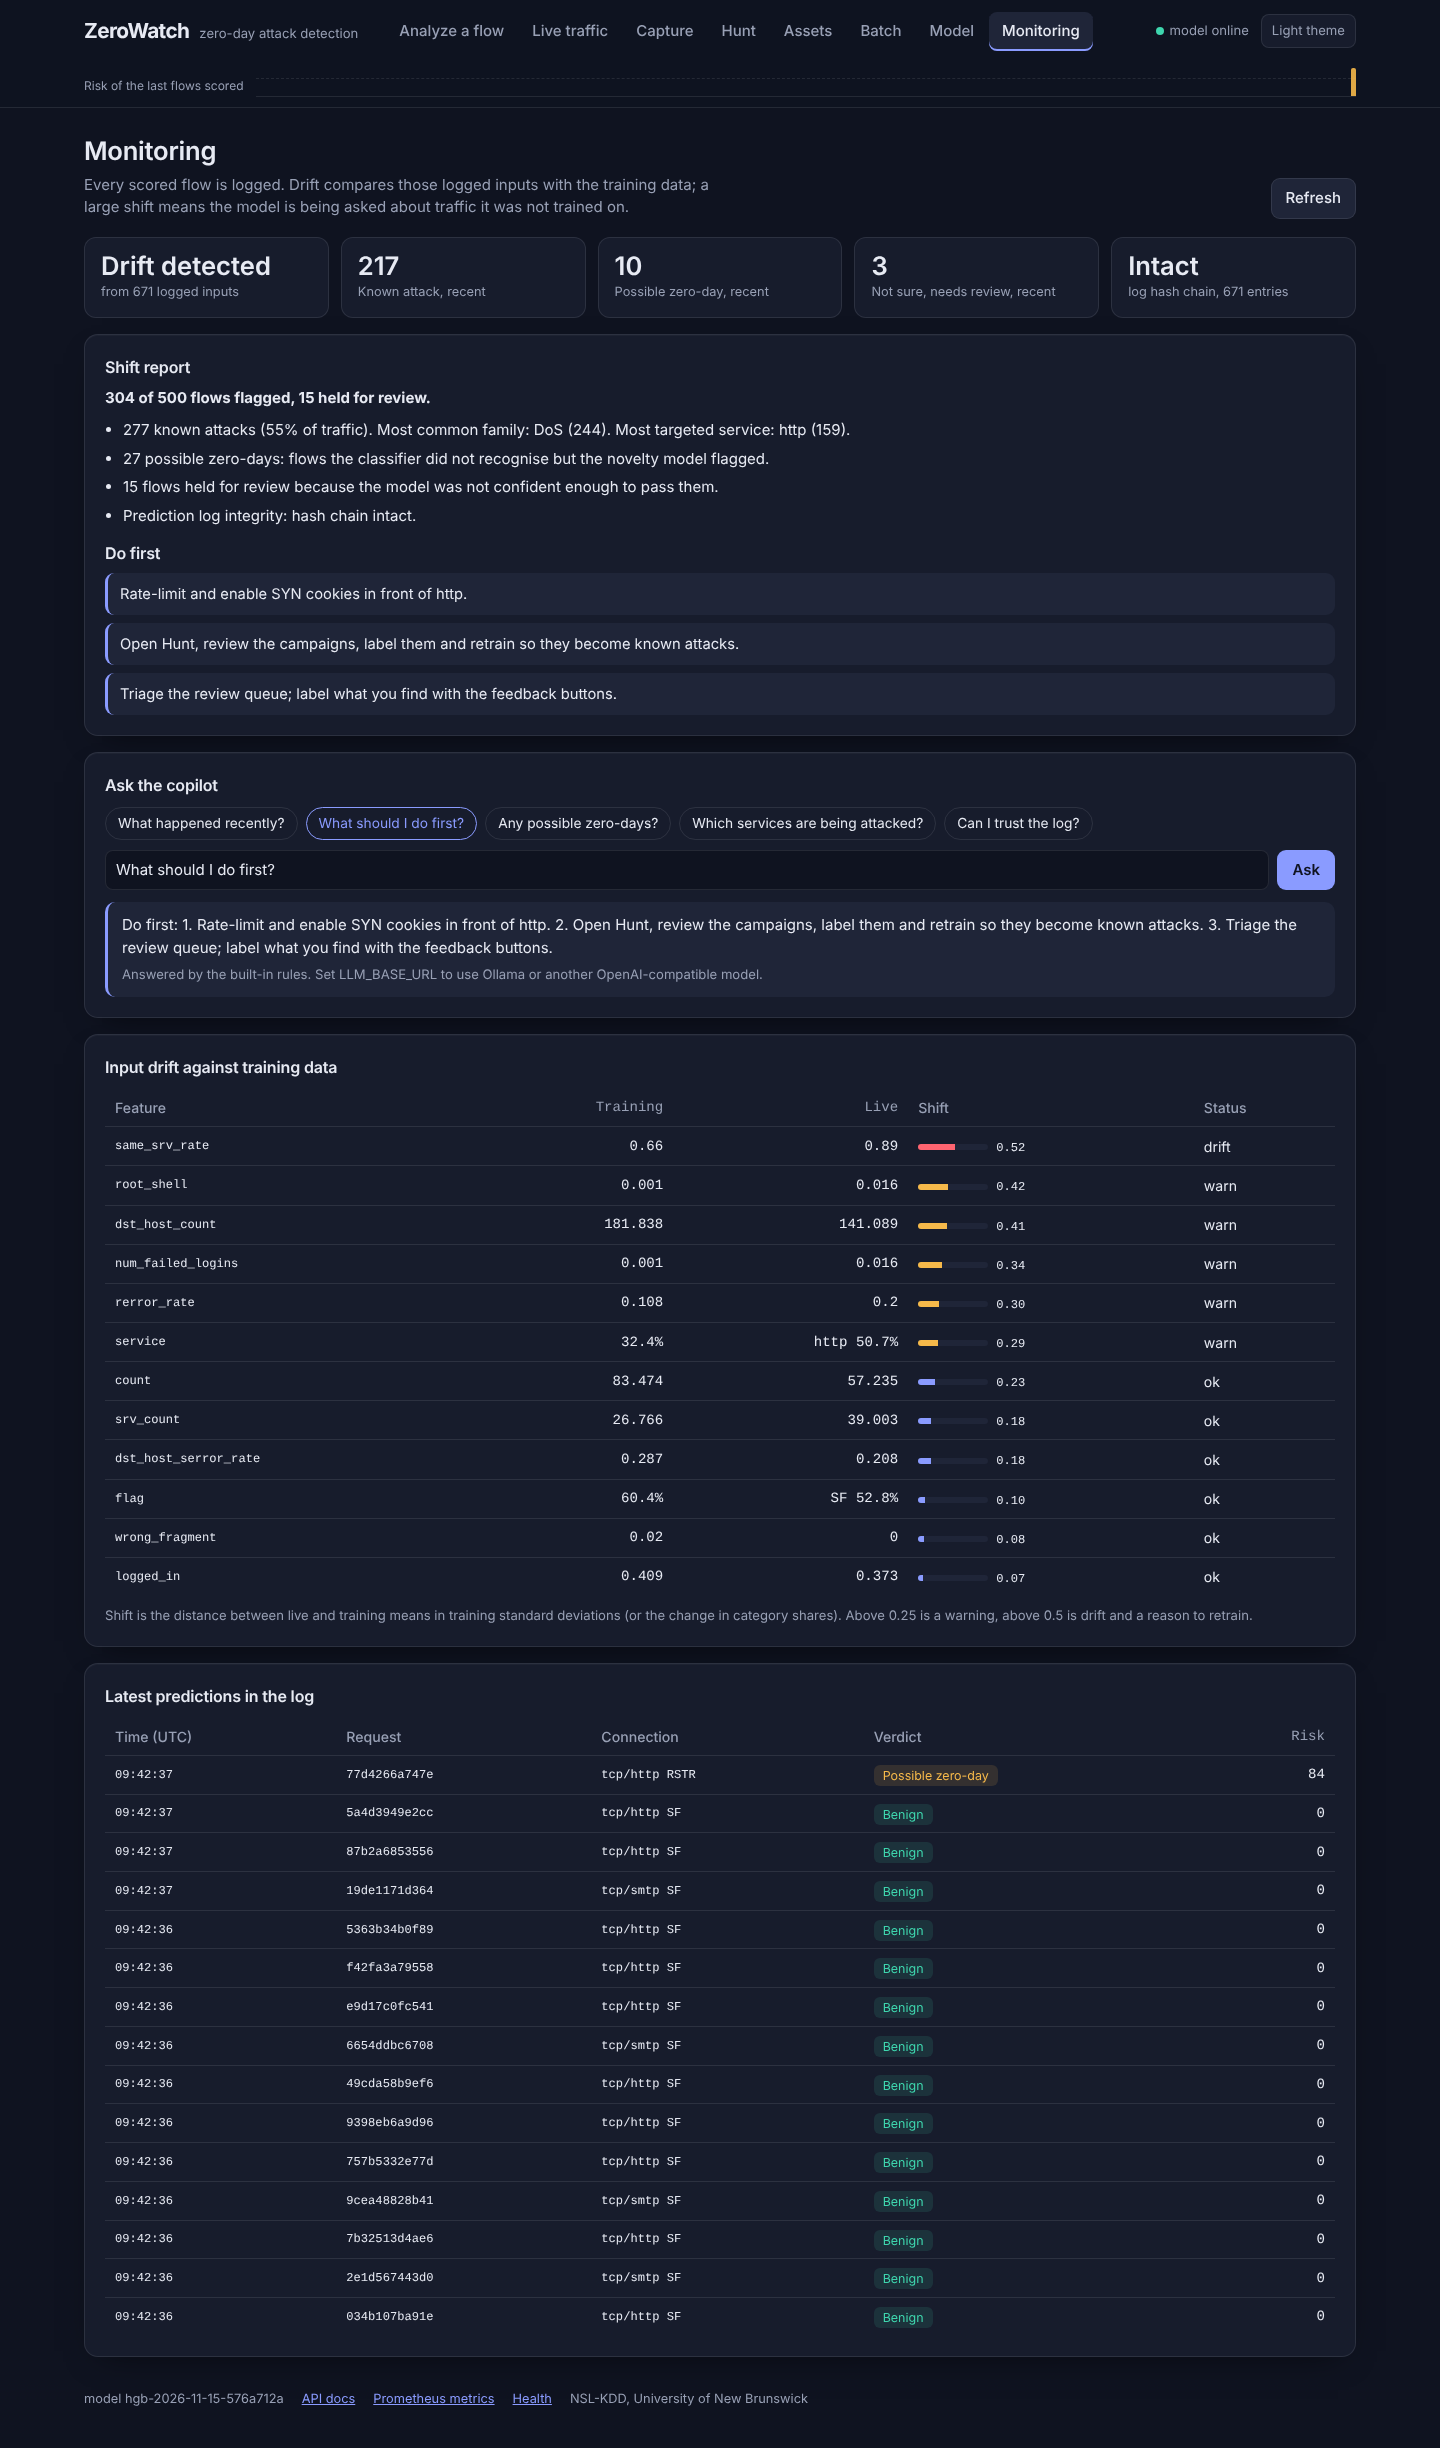 ZeroWatch zero-day attack detection Analyze a flow Live traffic Capture Hunt Assets Batch Model Monitoring model online Light theme
Risk of the last flows scored
Monitoring
Every scored flow is logged. Drift compares those logged inputs with the training data; a
large shift means the model is being asked about traffic it was not trained on.
Refresh
Drift detected
from 671 logged inputs
217
Known attack, recent
10
Possible zero-day, recent
3
Not sure, needs review, recent
Intact
log hash chain, 671 entries
Shift report
304 of 500 flows flagged, 15 held for review.
• 277 known attacks (55% of traffic). Most common family: DoS (244). Most targeted service: http (159).
• 27 possible zero-days: flows the classifier did not recognise but the novelty model flagged.
• 15 flows held for review because the model was not confident enough to pass them.
• Prediction log integrity: hash chain intact.
Do first
Rate-limit and enable SYN cookies in front of http.
Open Hunt, review the campaigns, label them and retrain so they become known attacks.
Triage the review queue; label what you find with the feedback buttons.
Ask the copilot
What happened recently? What should I do first? Any possible zero-days? Which services are being attacked? Can I trust the log?
What should I do first? Ask
Do first: 1. Rate-limit and enable SYN cookies in front of http. 2. Open Hunt, review the campaigns, label them and retrain so they become known attacks. 3. Triage the
review queue; label what you find with the feedback buttons.
Answered by the built-in rules. Set LLM_BASE_URL to use Ollama or another OpenAI-compatible model.
Input drift against training data
Feature Training Live Shift Status
same_srv_rate 0.66 0.89 0.52 drift
root_shell 0.001 0.016 0.42 warn
dst_host_count 181.838 141.089 0.41 warn
num_failed_logins 0.001 0.016 0.34 warn
rerror_rate 0.108 0.2 0.30 warn
service 32.4% http 50.7% 0.29 warn
count 83.474 57.235 0.23 ok
srv_count 26.766 39.003 0.18 ok
dst_host_serror_rate 0.287 0.208 0.18 ok
flag 60.4% SF 52.8% 0.10 ok
wrong_fragment 0.02 0 0.08 ok
logged_in 0.409 0.373 0.07 ok
Shift is the distance between live and training means in training standard deviations (or the change in category shares). Above 0.25 is a warning, above 0.5 is drift and a reason to retrain.
Latest predictions in the log
Time (UTC) Request Connection Verdict Risk
09:42:37 77d4266a747e tcp/http RSTR Possible zero-day 84
09:42:37 5a4d3949e2cc tcp/http SF Benign 0
09:42:37 87b2a6853556 tcp/http SF Benign 0
09:42:37 19de1171d364 tcp/smtp SF Benign 0
09:42:36 5363b34b0f89 tcp/http SF Benign 0
09:42:36 f42fa3a79558 tcp/http SF Benign 0
09:42:36 e9d17c0fc541 tcp/http SF Benign 0
09:42:36 6654ddbc6708 tcp/smtp SF Benign 0
09:42:36 49cda58b9ef6 tcp/http SF Benign 0
09:42:36 9398eb6a9d96 tcp/http SF Benign 0
09:42:36 757b5332e77d tcp/http SF Benign 0
09:42:36 9cea48828b41 tcp/smtp SF Benign 0
09:42:36 7b32513d4ae6 tcp/http SF Benign 0
09:42:36 2e1d567443d0 tcp/smtp SF Benign 0
09:42:36 034b107ba91e tcp/http SF Benign 0
model hgb-2026-11-15-576a712a API docs Prometheus metrics Health NSL-KDD, University of New Brunswick